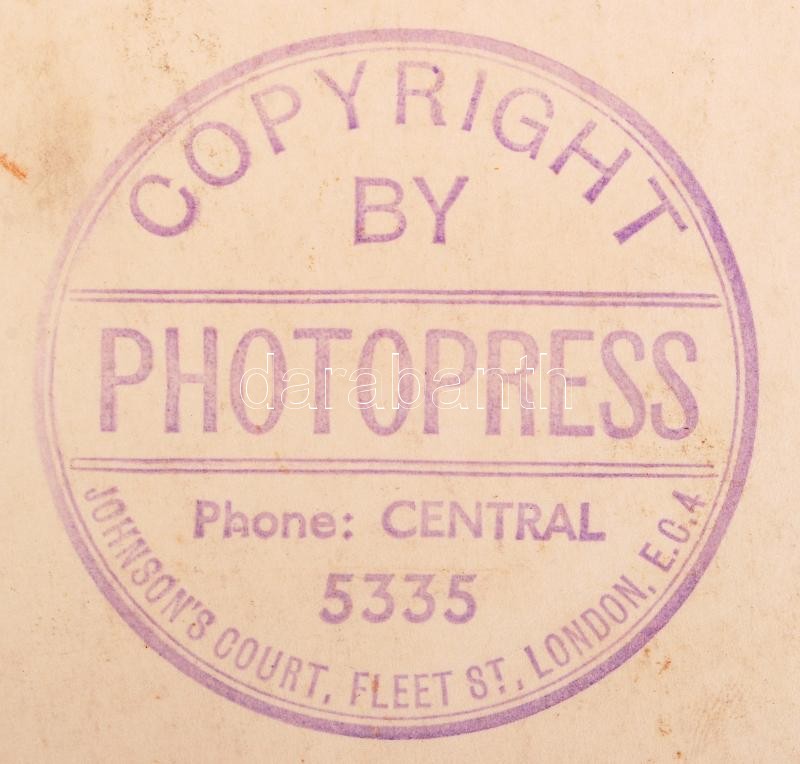 COPYRIGHT
BY
PHOTOPRESS
darabanth
Phone: CENTRAL
5335
JOHNSON'S COURT, FLEET ST., LONDON, E.C.4